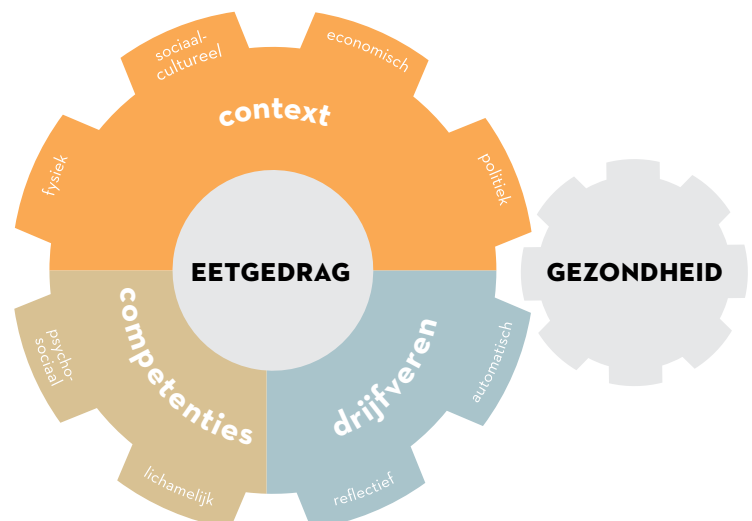 sociaal-
cultureel
economisch
context
fysiek
politiek
EETGEDRAG
GEZONDHEID
competenties
drijfveren
psycho-
sociaal
automatisch
lichamelijk
reflectief